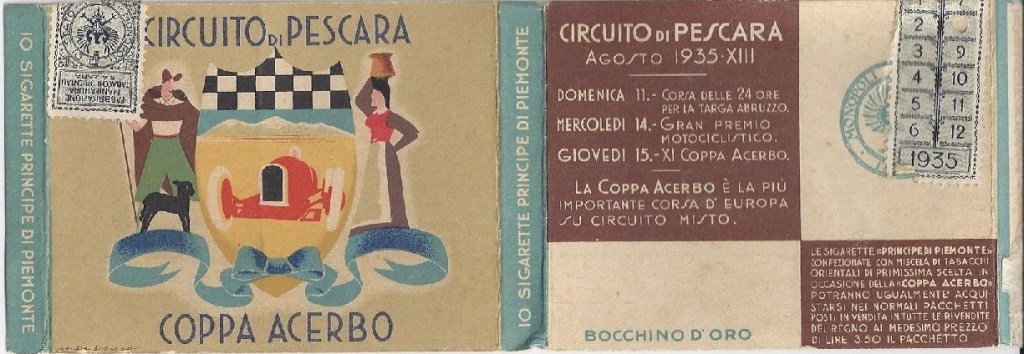 10 SIGARETTE PRINCIPE DI PIEMONTE
CIRCUITO DI PESCARA
COPPA ACERBO
10 SIGARETTE PRINCIPE DI PIEMONTE
CIRCUITO DI PESCARA
AGOSTO 1935·XIII
DOMENICA 11.- CORSA DELLE 24 ORE
PER LA TARGA ABRUZZO.
MERCOLEDI 14.- GRAN PREMIO
MOTOCICLISTICO.
GIOVEDI 15.- XI COPPA ACERBO.
LA COPPA ACERBO È LA PIÙ
IMPORTANTE CORSA D'EUROPA
SU CIRCUITO MISTO.
BOCCHINO D'ORO
MONOPOLI
7
2
3 9
4 10
5 11
6 12
1935
LE SIGARETTE «PRINCIPE DI PIEMONTE»
CONFEZIONATE CON MISCELA DI TABACCHI
ORIENTALI DI PRIMISSIMA SCELTA IN
OCCASIONE DELLA «COPPA ACERBO»
POTRANNO UGUALMENTE ACQUI-
STARSI NEI NORMALI PACCHETTI
POSTI IN VENDITA IN TUTTE LE RIVENDITE
DEL REGNO AL MEDESIMO PREZZO
DI LIRE 3.50 IL PACCHETTO